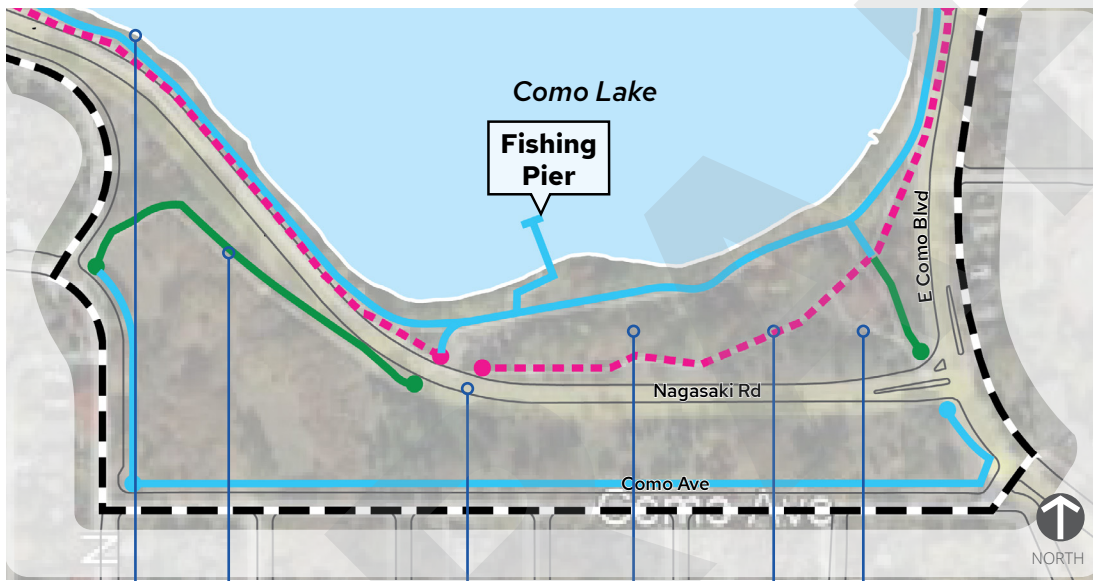 Como Lake
Fishing
Pier
E Como Blvd
Nagasaki Rd
Como Ave
Como Ave
NORTH